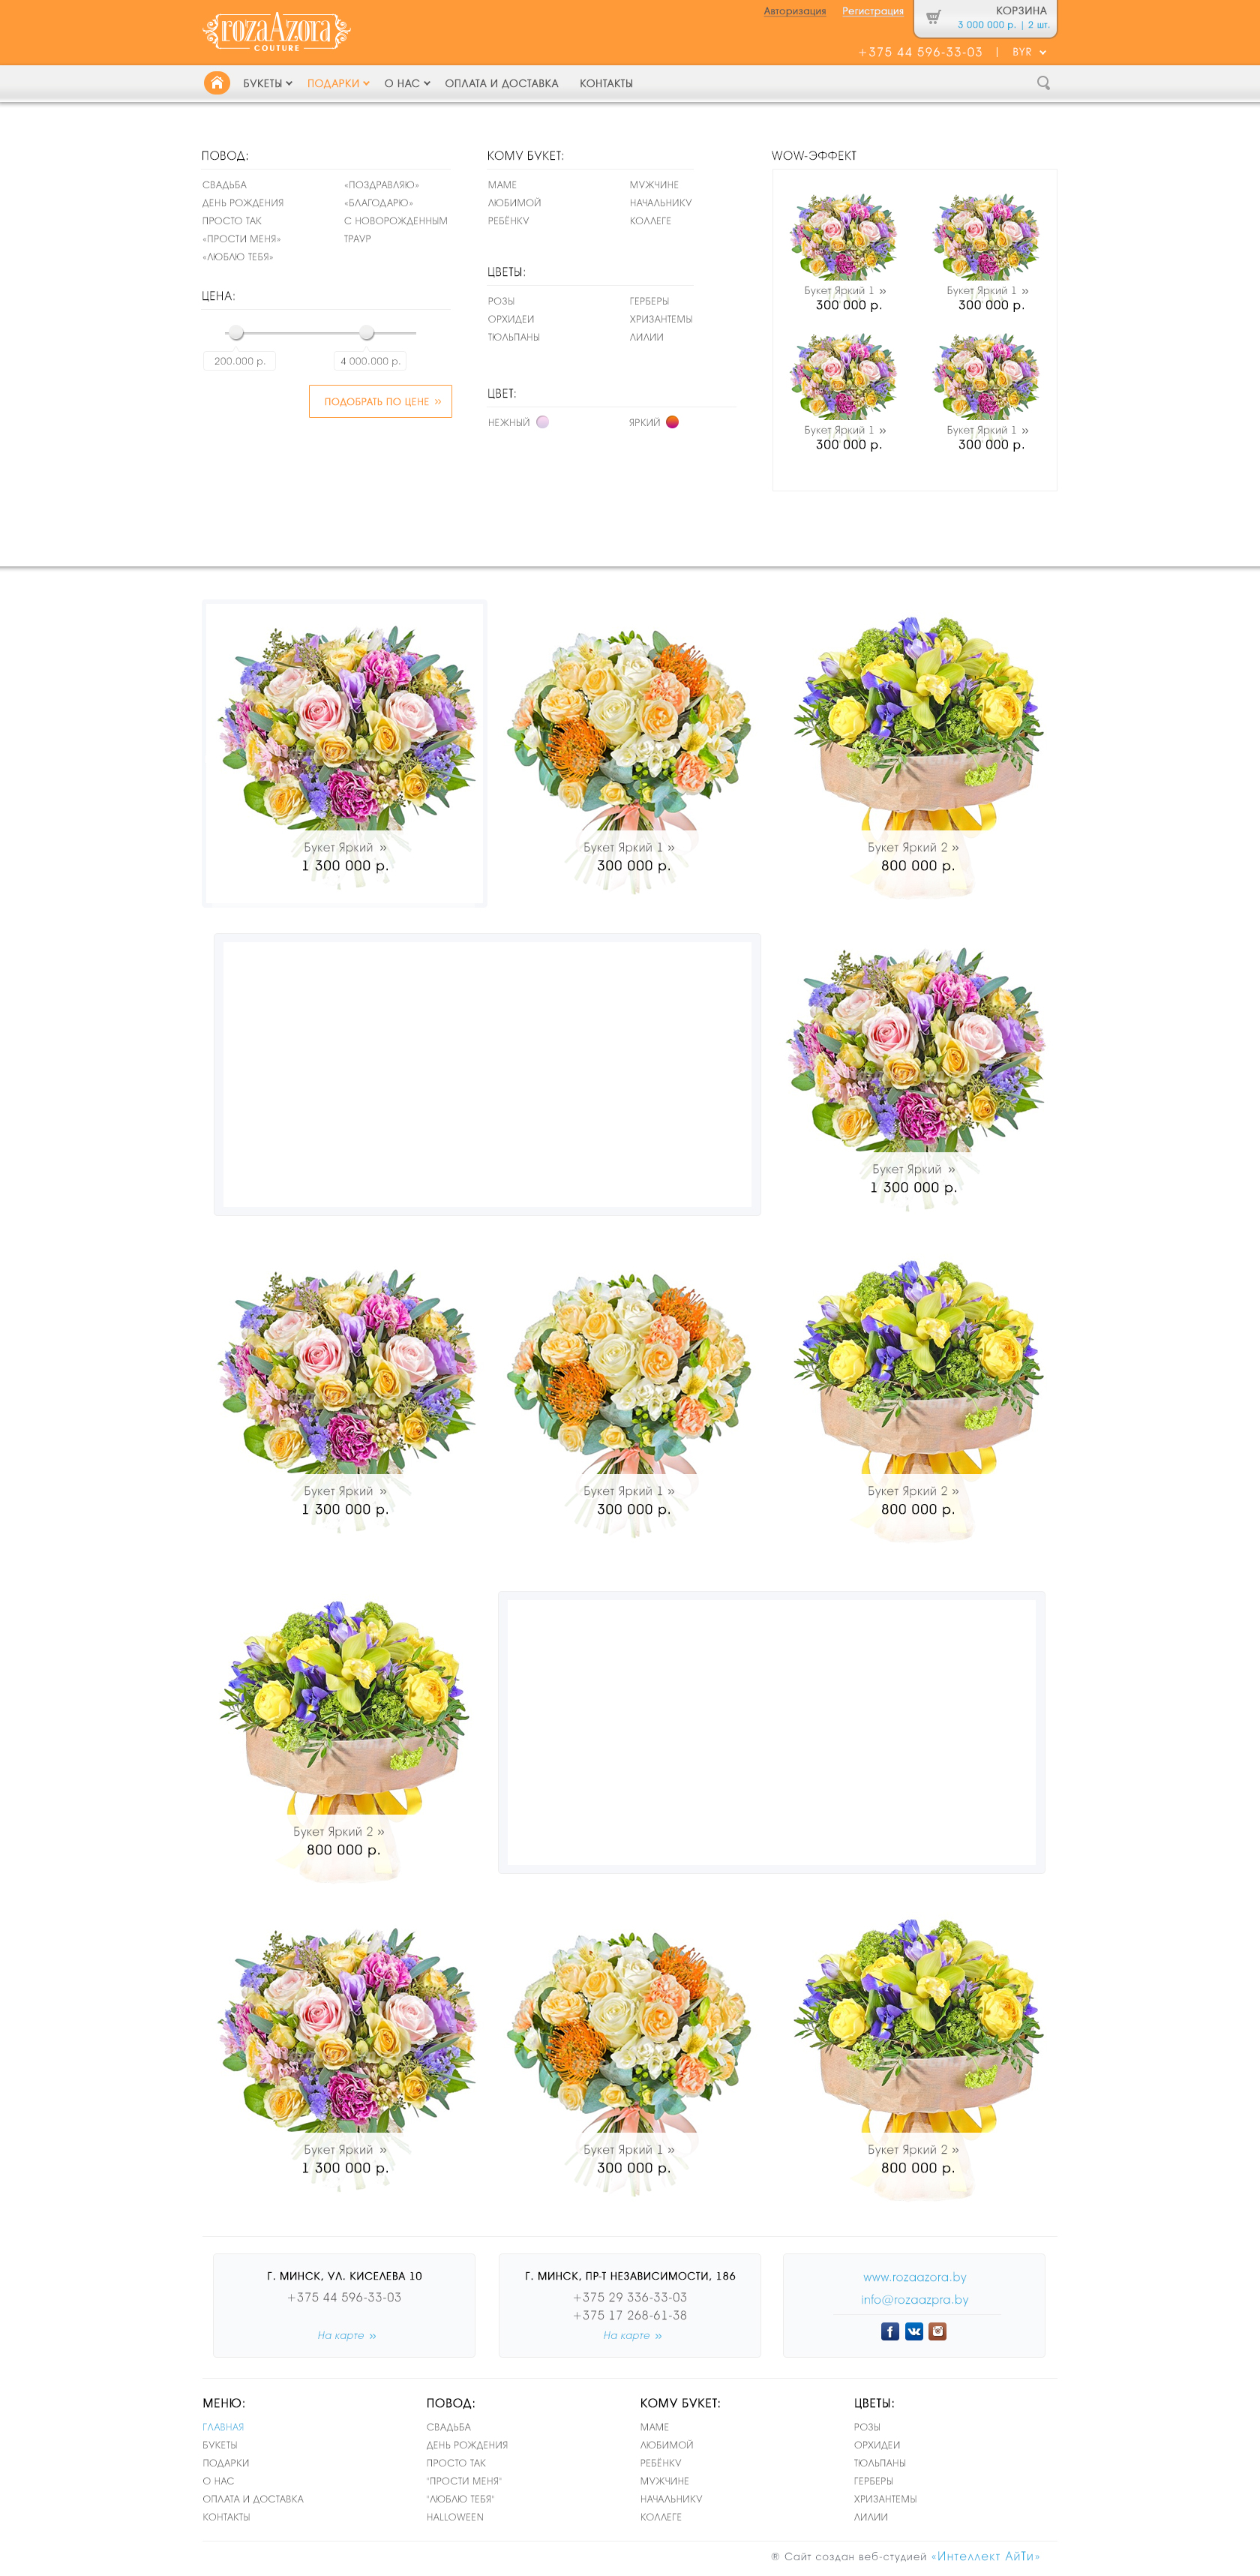 rozaAzora
COUTURE
Авторизация
Регистрация
КОРЗИНА
3 000 000 р. | 2 шт.
+375 44 596-33-03 | BYR
БУКЕТЫ
ПОДАРКИ
О НАС
ОПЛАТА И ДОСТАВКА
КОНТАКТЫ
ПОВОД:
СВАДЬБА
ДЕНЬ РОЖДЕНИЯ
ПРОСТО ТАК
«ПРОСТИ МЕНЯ»
«ЛЮБЛЮ ТЕБЯ»
«ПОЗДРАВЛЯЮ»
«БЛАГОДАРЮ»
С НОВОРОЖДЕННЫМ
ТРАУР
ЦЕНА:
200.000 р.
4 000.000 р.
ПОДОБРАТЬ ПО ЦЕНЕ »
КОМУ БУКЕТ:
МАМЕ
ЛЮБИМОЙ
РЕБЁНКУ
МУЖЧИНЕ
НАЧАЛЬНИКУ
КОЛЛЕГЕ
ЦВЕТЫ:
РОЗЫ
ОРХИДЕИ
ТЮЛЬПАНЫ
ГЕРБЕРЫ
ХРИЗАНТЕМЫ
ЛИЛИИ
ЦВЕТ:
НЕЖНЫЙ
ЯРКИЙ
WOW-ЭФФЕКТ
Букет Яркий 1 »
300 000 р.
Букет Яркий 1 »
300 000 р.
Букет Яркий 1 »
300 000 р.
Букет Яркий 1 »
300 000 р.
Букет Яркий »
1 300 000 р.
Букет Яркий 1 »
300 000 р.
Букет Яркий 2 »
800 000 р.
Букет Яркий »
1 300 000 р.
Букет Яркий »
1 300 000 р.
Букет Яркий 1 »
300 000 р.
Букет Яркий 2 »
800 000 р.
Букет Яркий 2 »
800 000 р.
Букет Яркий »
1 300 000 р.
Букет Яркий 1 »
300 000 р.
Букет Яркий 2 »
800 000 р.
Г. МИНСК, УЛ. КИСЕЛЕВА 10
+375 44 596-33-03
На карте »
Г. МИНСК, ПР-Т НЕЗАВИСИМОСТИ, 186
+375 29 336-33-03
+375 17 268-61-38
На карте »
www.rozaazora.by
info@rozaazpra.by
МЕНЮ:
ГЛАВНАЯ
БУКЕТЫ
ПОДАРКИ
О НАС
ОПЛАТА И ДОСТАВКА
КОНТАКТЫ
ПОВОД:
СВАДЬБА
ДЕНЬ РОЖДЕНИЯ
ПРОСТО ТАК
"ПРОСТИ МЕНЯ"
"ЛЮБЛЮ ТЕБЯ"
HALLOWEEN
КОМУ БУКЕТ:
МАМЕ
ЛЮБИМОЙ
РЕБЁНКУ
МУЖЧИНЕ
НАЧАЛЬНИКУ
КОЛЛЕГЕ
ЦВЕТЫ:
РОЗЫ
ОРХИДЕИ
ТЮЛЬПАНЫ
ГЕРБЕРЫ
ХРИЗАНТЕМЫ
ЛИЛИИ
® Сайт создан веб-студией «Интеллект АйТи»